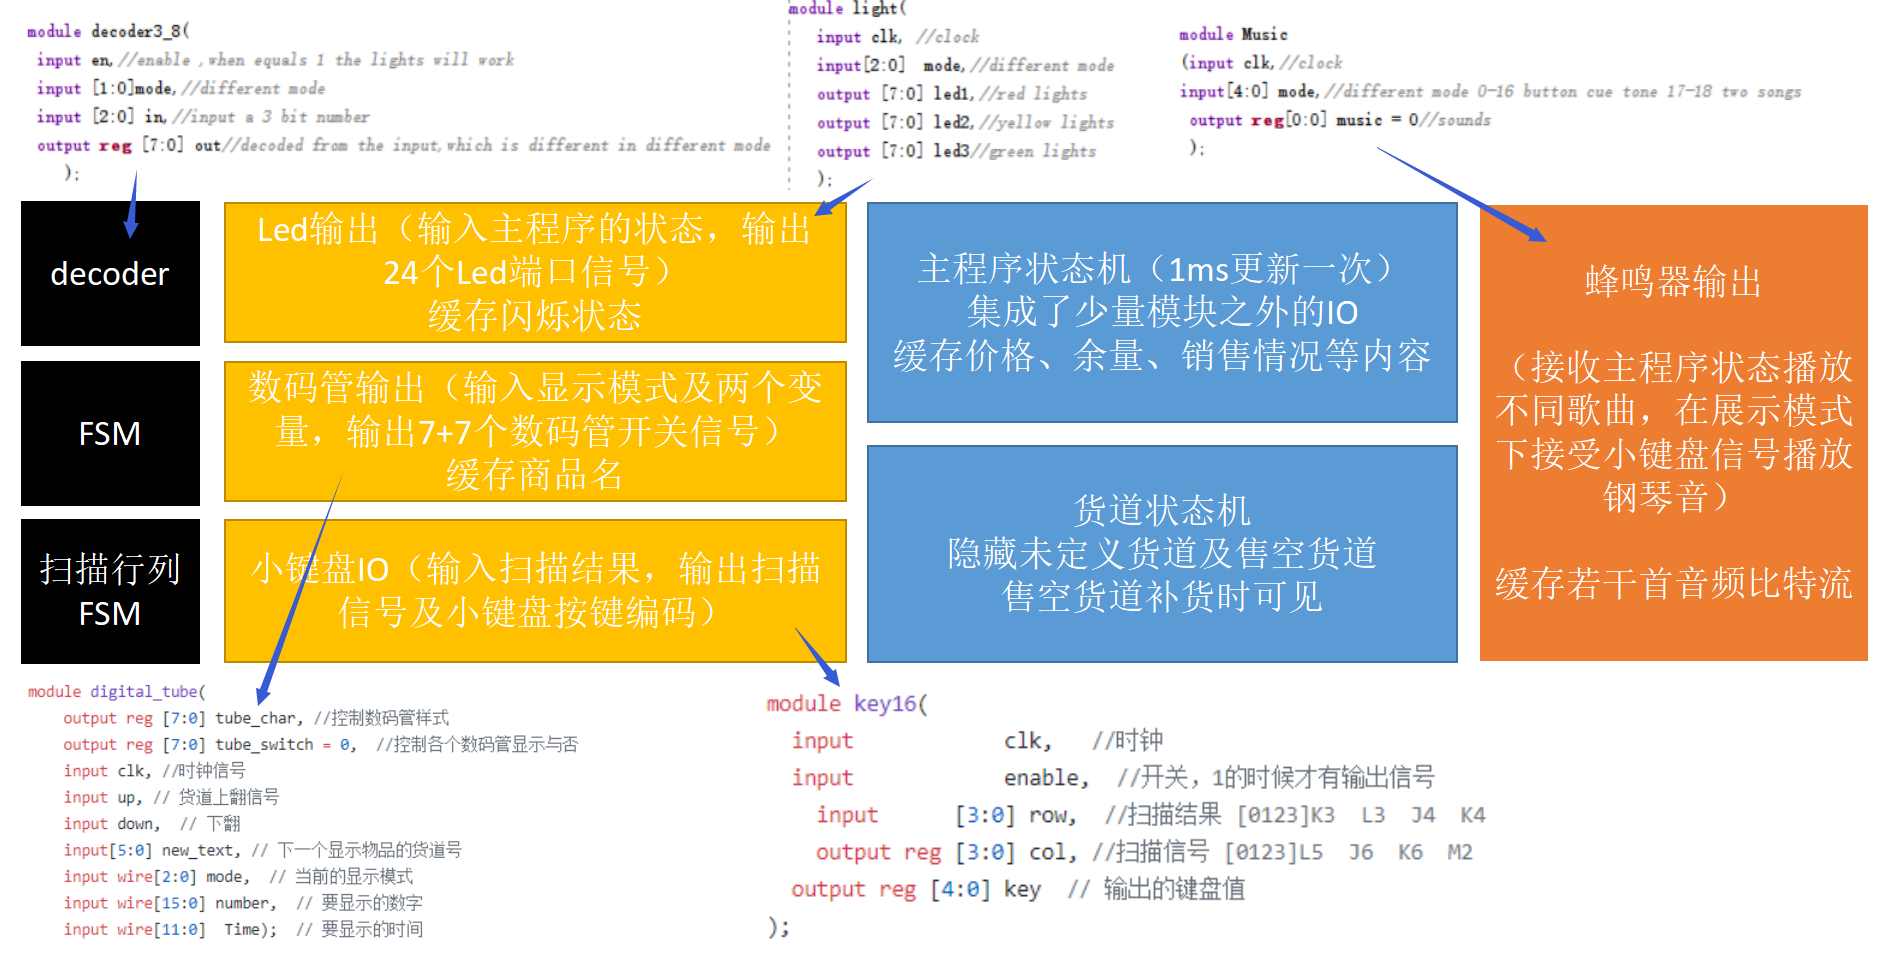 module decoder3_8(
input en,//enable ,when equals 1 the lights will work
input [1:0]mode,//different mode
input [2:0] in,//input a 3 bit number
output reg [7:0] out//decoded from the input,which is different in different mode
);
module light(
input clk, //clock
input[2:0]  mode,//different mode
output [7:0] led1,//red lights
output [7:0] led2,//yellow lights
output [7:0] led3//green lights
);
module Music
(input clk,//clock
input[4:0] mode,//different mode 0-16 button cue tone 17-18 two songs
output reg[0:0] music = 0//sounds
);
decoder
Led输出（输入主程序的状态，输出
24个Led端口信号）
缓存闪烁状态
主程序状态机（1ms更新一次）
集成了少量模块之外的IO
缓存价格、余量、销售情况等内容
蜂鸣器输出
（接收主程序状态播放
不同歌曲，在展示模式
下接受小键盘信号播放
钢琴音）
缓存若干首音频比特流
FSM
数码管输出（输入显示模式及两个变
量，输出7+7个数码管开关信号）
缓存商品名
货道状态机
隐藏未定义货道及售空货道
售空货道补货时可见
扫描行列
FSM
小键盘IO（输入扫描结果，输出扫描
信号及小键盘按键编码）
module digital_tube(
output reg [7:0] tube_char, //控制数码管样式
output reg [7:0] tube_switch = 0,  //控制各个数码管显示与否
input clk, //时钟信号
input up, // 货道上翻信号
input down,  // 下翻
input[5:0] new_text, // 下一个显示物品的货道号
input wire[2:0] mode,  // 当前的显示模式
input wire[15:0] number,  // 要显示的数字
input wire[11:0]  Time);  // 要显示的时间
module key16(
input clk,  //时钟
input enable,  //开关，1的时候才有输出信号
input [3:0] row,  //扫描结果 [0123]K3  L3  J4  K4
output reg [3:0] col, //扫描信号 [0123]L5  J6  K6  M2
output reg [4:0] key  // 输出的键盘值
);